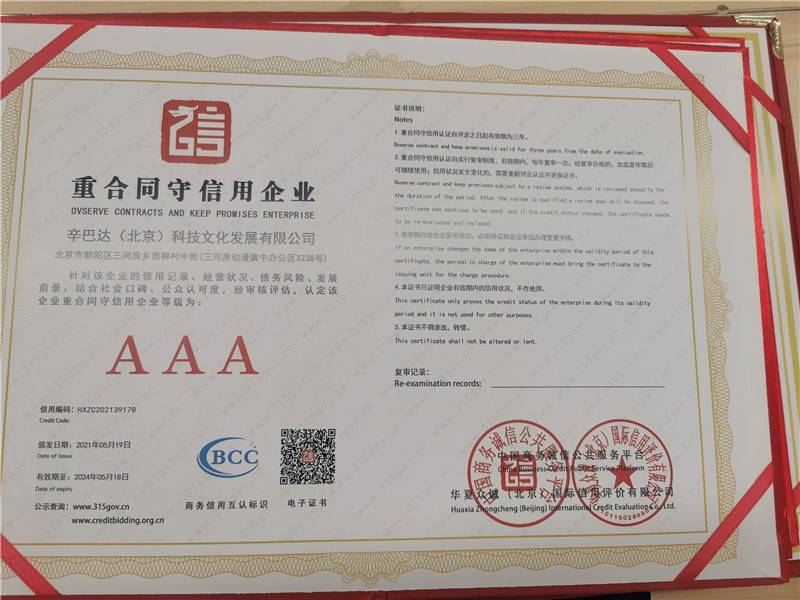 重合同守信用企业
OVSERVE CONTRACTS AND KEEP PROMISES ENTERPRISE
辛巴达（北京）科技文化发展有限公司
北京市朝阳区三间房乡西柳村中街(三间房动漫集中办公区3238号)
针对该企业的信用记录、经营状况、债务风险、发展
前景、结合社会口碑、公众认可度，经审核评估，认定该
企业重合同守信用企业等级为：
AAA
信用编码：HXZC202139178
Credit Code
颁发日期：2021年05月19日
Date of issue
有效期至：2024年05月18日
Date of expiry
公示查询：www.315gov.cn
www.creditbidding.org.cn
BCC
商务信用互认标识
电子证书
证书说明：
Notes
1. 重合同守信用认证自评定之日起有效期为三年。
Ovserve contract and keep promisese is valid for three years from the date of evaluation.
2. 重合同守信用认证自实行复审制度，有效期内，每年复审一次，经复审合格的，加盖复审章后
可继续使用；信用状况发生变化的，需要重新评定认证并更换证书。
Ovserve contract and keep promisese subject to a review system, which is reviewed annually for
the duration of the period. After the review is qualified,a review seal will be stamped, the
certificate can continue to be used, and if the credit status changed, the certificate needs
to be re-evaluated and replaced.
3. 有效期内企业改变名称的，必须持证到发证单位办理变更手续。
If an enterprise changes the name of the enterprise within the validity period of this
certificate, the person in charge of the enterprise must bring the certificate to the
issuing unit for the change procedure.
4. 本证书只证明企业有效期内的信用状况，不作他用。
This certificate only proves the credit status of the enterprise during its validity
period and it is not used for other purposes.
5. 本证书不得涂改，转借。
This certificate shall not be altered or lent.
复审记录：
Re-examination records:
中国商务诚信公共服务平台
China Business Credit Public Service Platform
华夏众诚（北京）国际信用评价有限公司
Huaxia Zhongcheng (Beijing) International Credit Evaluation Co., Ltd.